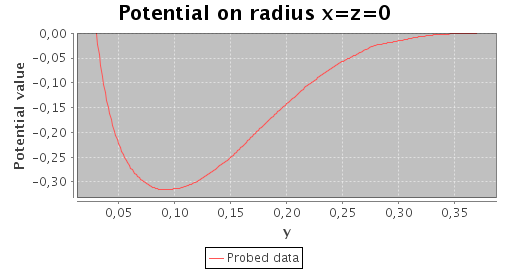 Potential on radius x=z=0
Potential value
0,00
−0,05
−0,10
−0,15
−0,20
−0,25
−0,30
0,05 0,10 0,15 0,20 0,25 0,30 0,35
y
Probed data